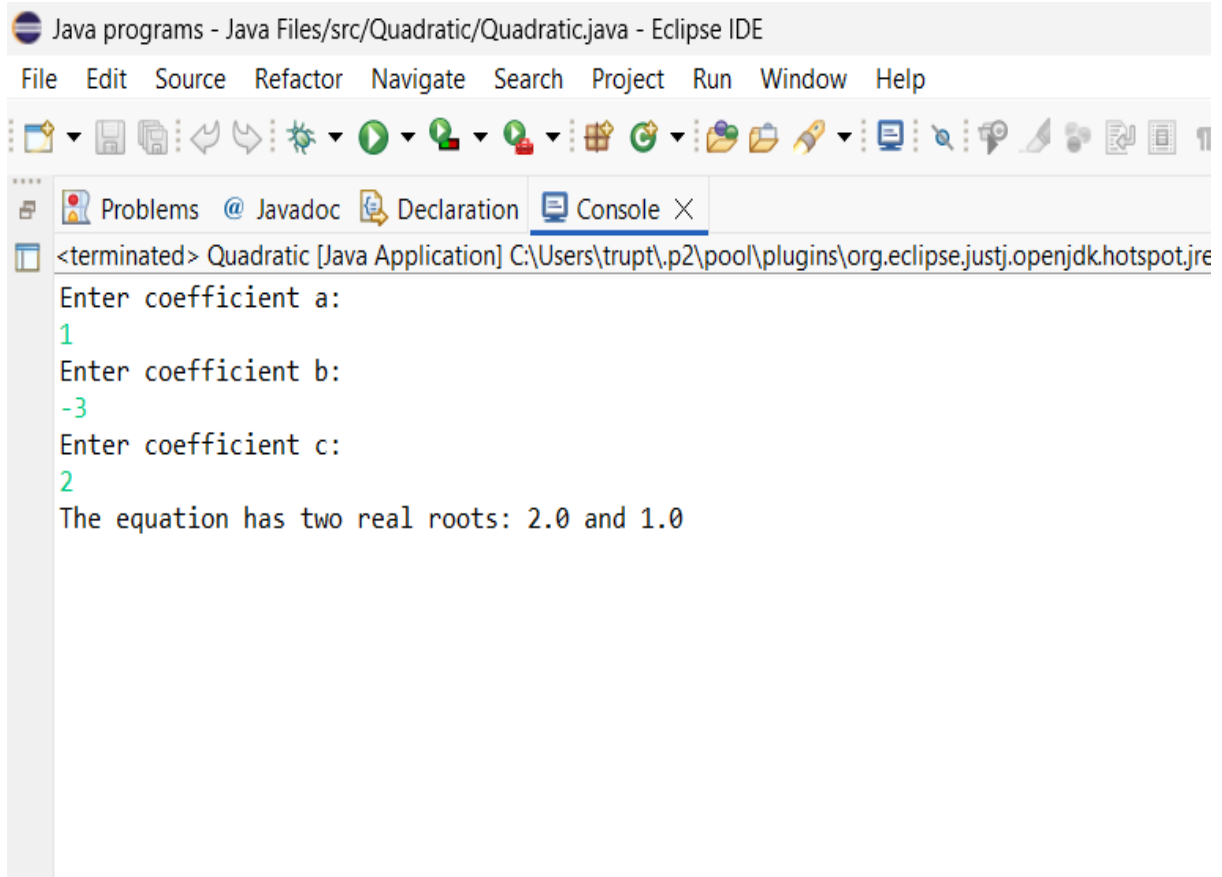 Java programs - Java Files/src/Quadratic/Quadratic.java - Eclipse IDE
File Edit Source Refactor Navigate Search Project Run Window Help
Problems @ Javadoc Declaration Console
<terminated> Quadratic [Java Application] C:\Users\trupt\.p2\pool\plugins\org.eclipse.justj.openjdk.hotspot.jre
Enter coefficient a:
1
Enter coefficient b:
-3
Enter coefficient c:
2
The equation has two real roots: 2.0 and 1.0